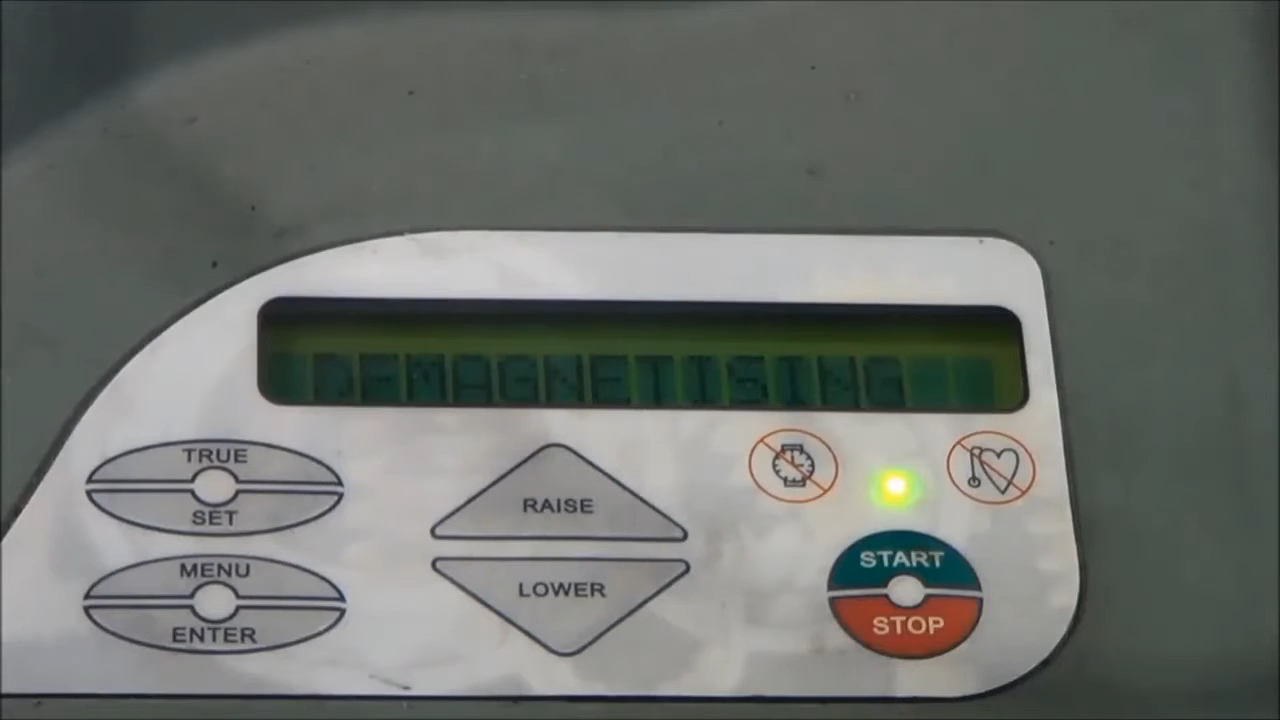 DEMAGNETISING
TRUE
SET
MENU
ENTER
RAISE
LOWER
START
STOP